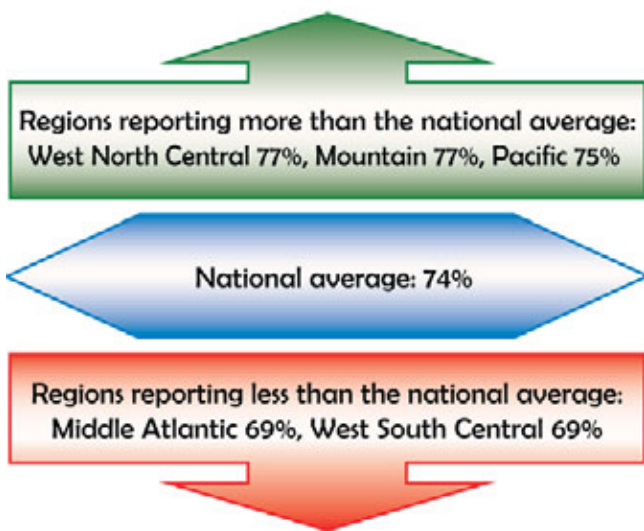 Regions reporting more than the national average:
West North Central 77%, Mountain 77%, Pacific 75%
National average: 74%
Regions reporting less than the national average:
Middle Atlantic 69%, West South Central 69%